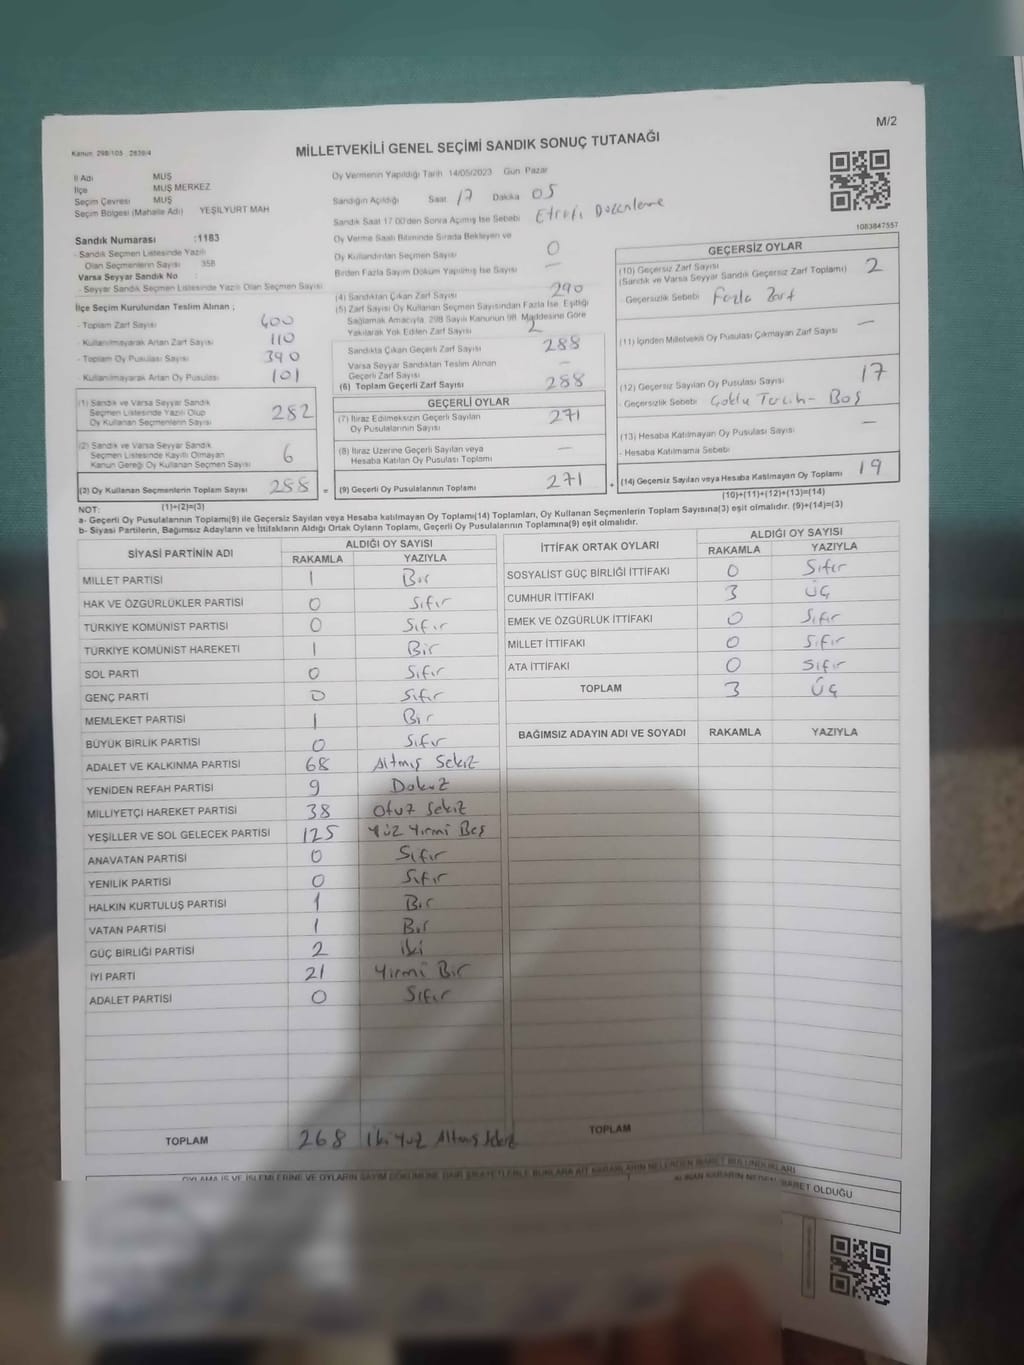 M/2
Kanun: 298/105 2839/4
MİLLETVEKİLİ GENEL SEÇİMİ SANDIK SONUÇ TUTANAĞI
İl Adı MUŞ
İlçe MUŞ MERKEZ
Seçim Çevresi MUŞ
Seçim Bölgesi (Mahalle Adı) YEŞİLYURT MAH
Sandık Numarası :1183
- Sandık Seçmen Listesinde Yazılı
Olan Seçmenlerin Sayısı 358
Varsa Seyyar Sandık No :
- Seyyar Sandık Seçmen Listesinde Yazılı Olan Seçmen Sayısı
İlçe Seçim Kurulundan Teslim Alınan ;
- Toplam Zarf Sayısı 400
- Kullanılmayarak Artan Zarf Sayısı 110
- Toplam Oy Pusulası Sayısı 390
- Kullanılmayarak Artan Oy Pusulası 101
(1) Sandık ve Varsa Seyyar Sandık
Seçmen Listesinde Yazılı Olup
Oy Kullanan Seçmenlerin Sayısı 282
(2) Sandık ve Varsa Seyyar Sandık
Seçmen Listesinde Kayıtlı Olmayan
Kanun Gereği Oy Kullanan Seçmen Sayısı 6
(3) Oy Kullanan Seçmenlerin Toplam Sayısı 288 =
Oy Vermenin Yapıldığı Tarih 14/05/2023 Gün Pazar
Sandığın Açıldığı Saat 17 Dakika 05
Sandık Saat 17.00'den Sonra Açılmış İse Sebebi Etrafı Düzenleme
Oy Verme Saati Bitiminde Sırada Bekleyen ve
Oy Kullandırılan Seçmen Sayısı 0
Birden Fazla Sayım Döküm Yapılmış İse Sayısı —
(4) Sandıktan Çıkan Zarf Sayısı 290
(5) Zarf Sayısı Oy Kullanan Seçmen Sayısından Fazla İse, Eşitliği
Sağlamak Amacıyla, 298 Sayılı Kanunun 98. Maddesine Göre
Yakılarak Yok Edilen Zarf Sayısı 2
Sandıkta Çıkan Geçerli Zarf Sayısı 288
Varsa Seyyar Sandıktan Teslim Alınan
Geçerli Zarf Sayısı —
(6) Toplam Geçerli Zarf Sayısı 288
GEÇERLİ OYLAR
(7) İtiraz Edilmeksizin Geçerli Sayılan
Oy Pusulalarının Sayısı 271
(8) İtiraz Üzerine Geçerli Sayılan veya
Hesaba Katılan Oy Pusulası Toplamı —
(9) Geçerli Oy Pusulalarının Toplamı 271 +
1083847557
GEÇERSİZ OYLAR
(10) Geçersiz Zarf Sayısı
(Sandık ve Varsa Seyyar Sandık Geçersiz Zarf Toplamı) 2
- Geçersizlik Sebebi Fazla Zarf
(11) İçinden Milletvekili Oy Pusulası Çıkmayan Zarf Sayısı —
(12) Geçersiz Sayılan Oy Pusulası Sayısı 17
- Geçersizlik Sebebi Çoklu Tercih - Boş
(13) Hesaba Katılmayan Oy Pusulası Sayısı —
- Hesaba Katılmama Sebebi
(14) Geçersiz Sayılan veya Hesaba Katılmayan Oy Toplamı 19
NOT: (1)+(2)=(3)
(10)+(11)+(12)+(13)=(14)
a- Geçerli Oy Pusulalarının Toplamı(9) ile Geçersiz Sayılan veya Hesaba katılmayan Oy Toplamı(14) Toplamları, Oy Kullanan Seçmenlerin Toplam Sayısına(3) eşit olmalıdır. (9)+(14)=(3)
b- Siyasi Partilerin, Bağımsız Adayların ve İttifakların Aldığı Ortak Oyların Toplamı, Geçerli Oy Pusulalarının Toplamına(9) eşit olmalıdır.
SİYASİ PARTİNİN ADI ALDIĞI OY SAYISI
RAKAMLA YAZIYLA
MİLLET PARTİSİ 1 Bir
HAK VE ÖZGÜRLÜKLER PARTİSİ 0 Sıfır
TÜRKİYE KOMÜNİST PARTİSİ 0 Sıfır
TÜRKİYE KOMÜNİST HAREKETİ 1 Bir
SOL PARTİ 0 Sıfır
GENÇ PARTİ 0 Sıfır
MEMLEKET PARTİSİ 1 Bir
BÜYÜK BİRLİK PARTİSİ 0 Sıfır
ADALET VE KALKINMA PARTİSİ 68 Altmış Sekiz
YENİDEN REFAH PARTİSİ 9 Dokuz
MİLLİYETÇİ HAREKET PARTİSİ 38 Otuz Sekiz
YEŞİLLER VE SOL GELECEK PARTİSİ 125 Yüz Yirmi Beş
ANAVATAN PARTİSİ 0 Sıfır
YENİLİK PARTİSİ 0 Sıfır
HALKIN KURTULUŞ PARTİSİ 1 Bir
VATAN PARTİSİ 1 Bir
GÜÇ BİRLİĞİ PARTİSİ 2 İki
İYİ PARTİ 21 Yirmi Bir
ADALET PARTİSİ 0 Sıfır
TOPLAM 268 İki Yüz Altmış Sekiz
İTTİFAK ORTAK OYLARI ALDIĞI OY SAYISI
RAKAMLA YAZIYLA
SOSYALİST GÜÇ BİRLİĞİ İTTİFAKI 0 Sıfır
CUMHUR İTTİFAKI 3 Üç
EMEK VE ÖZGÜRLÜK İTTİFAKI 0 Sıfır
MİLLET İTTİFAKI 0 Sıfır
ATA İTTİFAKI 0 Sıfır
TOPLAM 3 Üç
BAĞIMSIZ ADAYIN ADI VE SOYADI RAKAMLA YAZIYLA
TOPLAM
OYLAMA İŞ VE İŞLEMLERİNE VE OYLARIN SAYIM DÖKÜMÜNE DAİR ŞİKAYETLERLE BUNLARA AİT KARARLARIN NELERDEN İBARET BULUNDUKLARI
ALINAN KARARIN NEDEN İBARET OLDUĞU